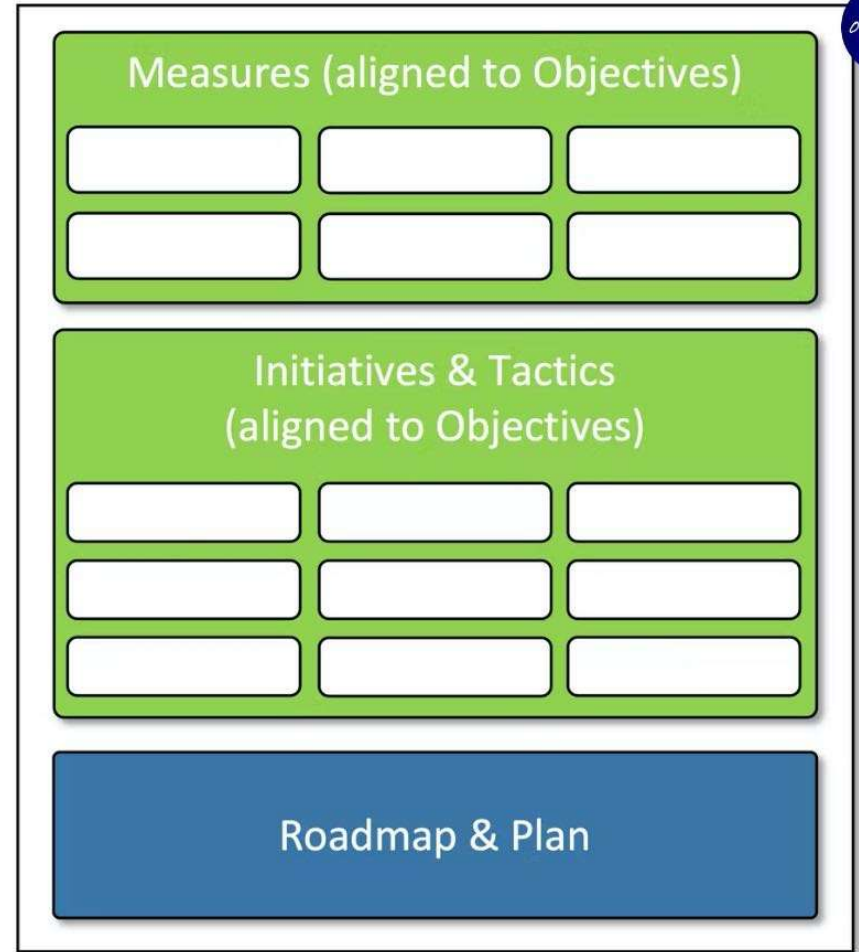 Measures (aligned to Objectives)
Initiatives & Tactics
(aligned to Objectives)
Roadmap & Plan